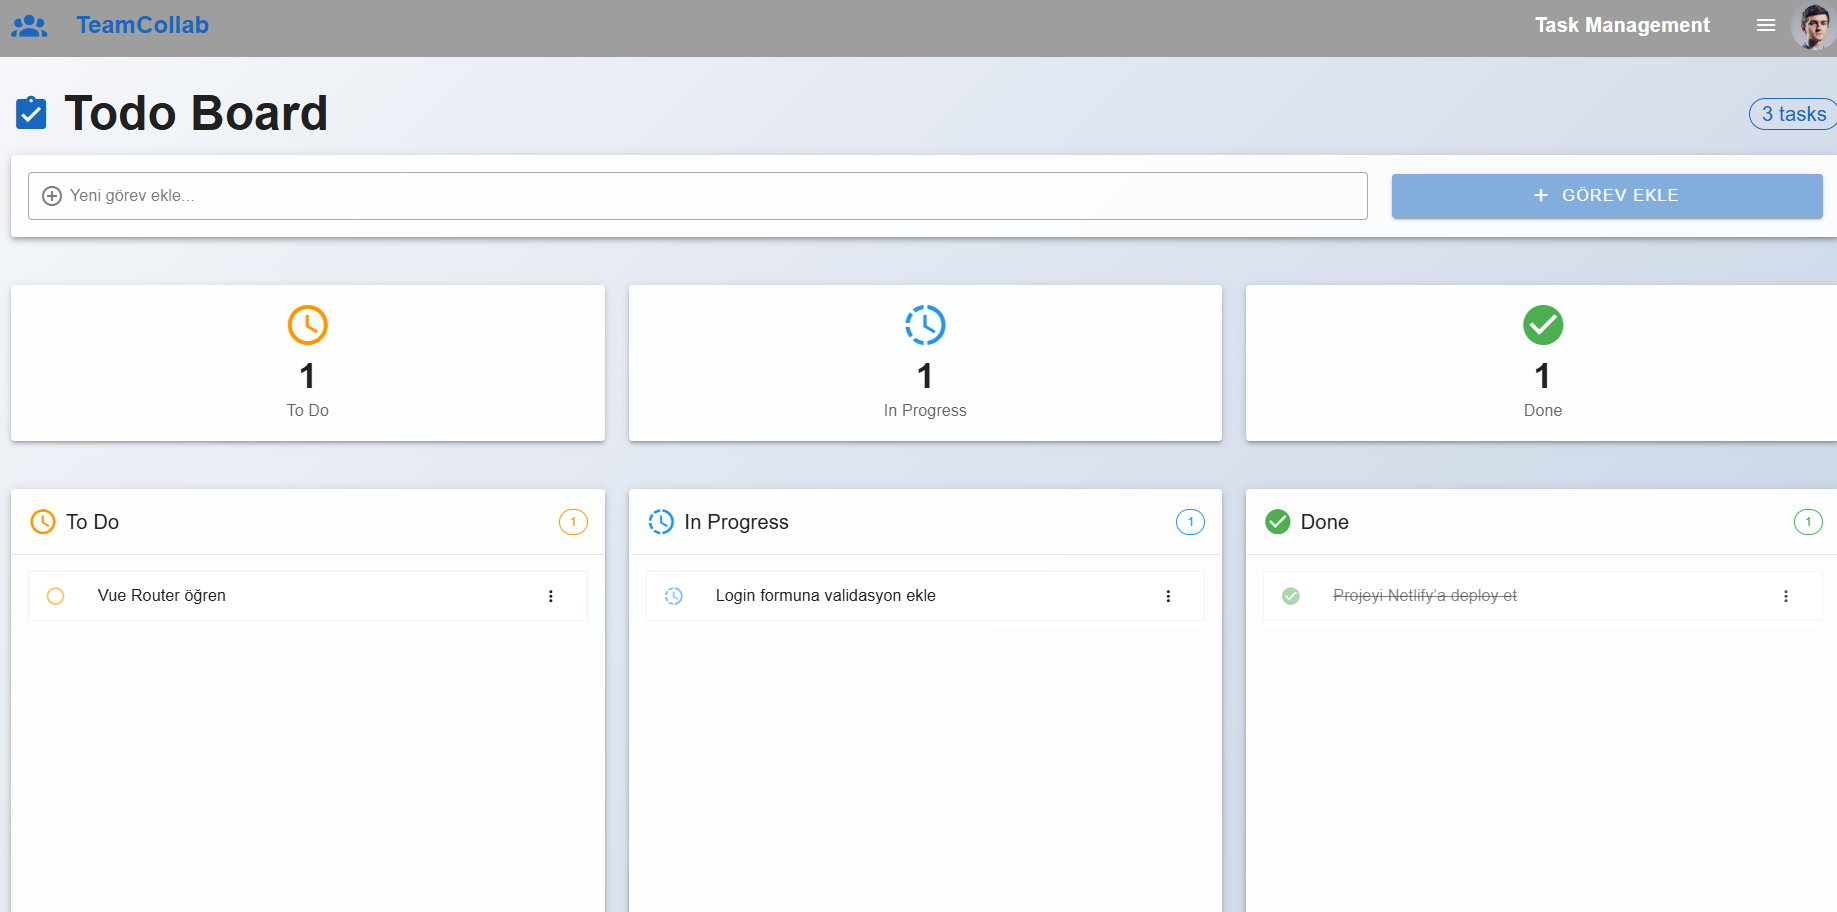 TeamCollab
Task Management
Todo Board
3 tasks
Yeni görev ekle...
GÖREV EKLE
1
To Do
1
In Progress
1
Done
To Do
1
In Progress
1
Done
1
Vue Router öğren
Login formuna validasyon ekle
Projeyi Netlify'a deploy et